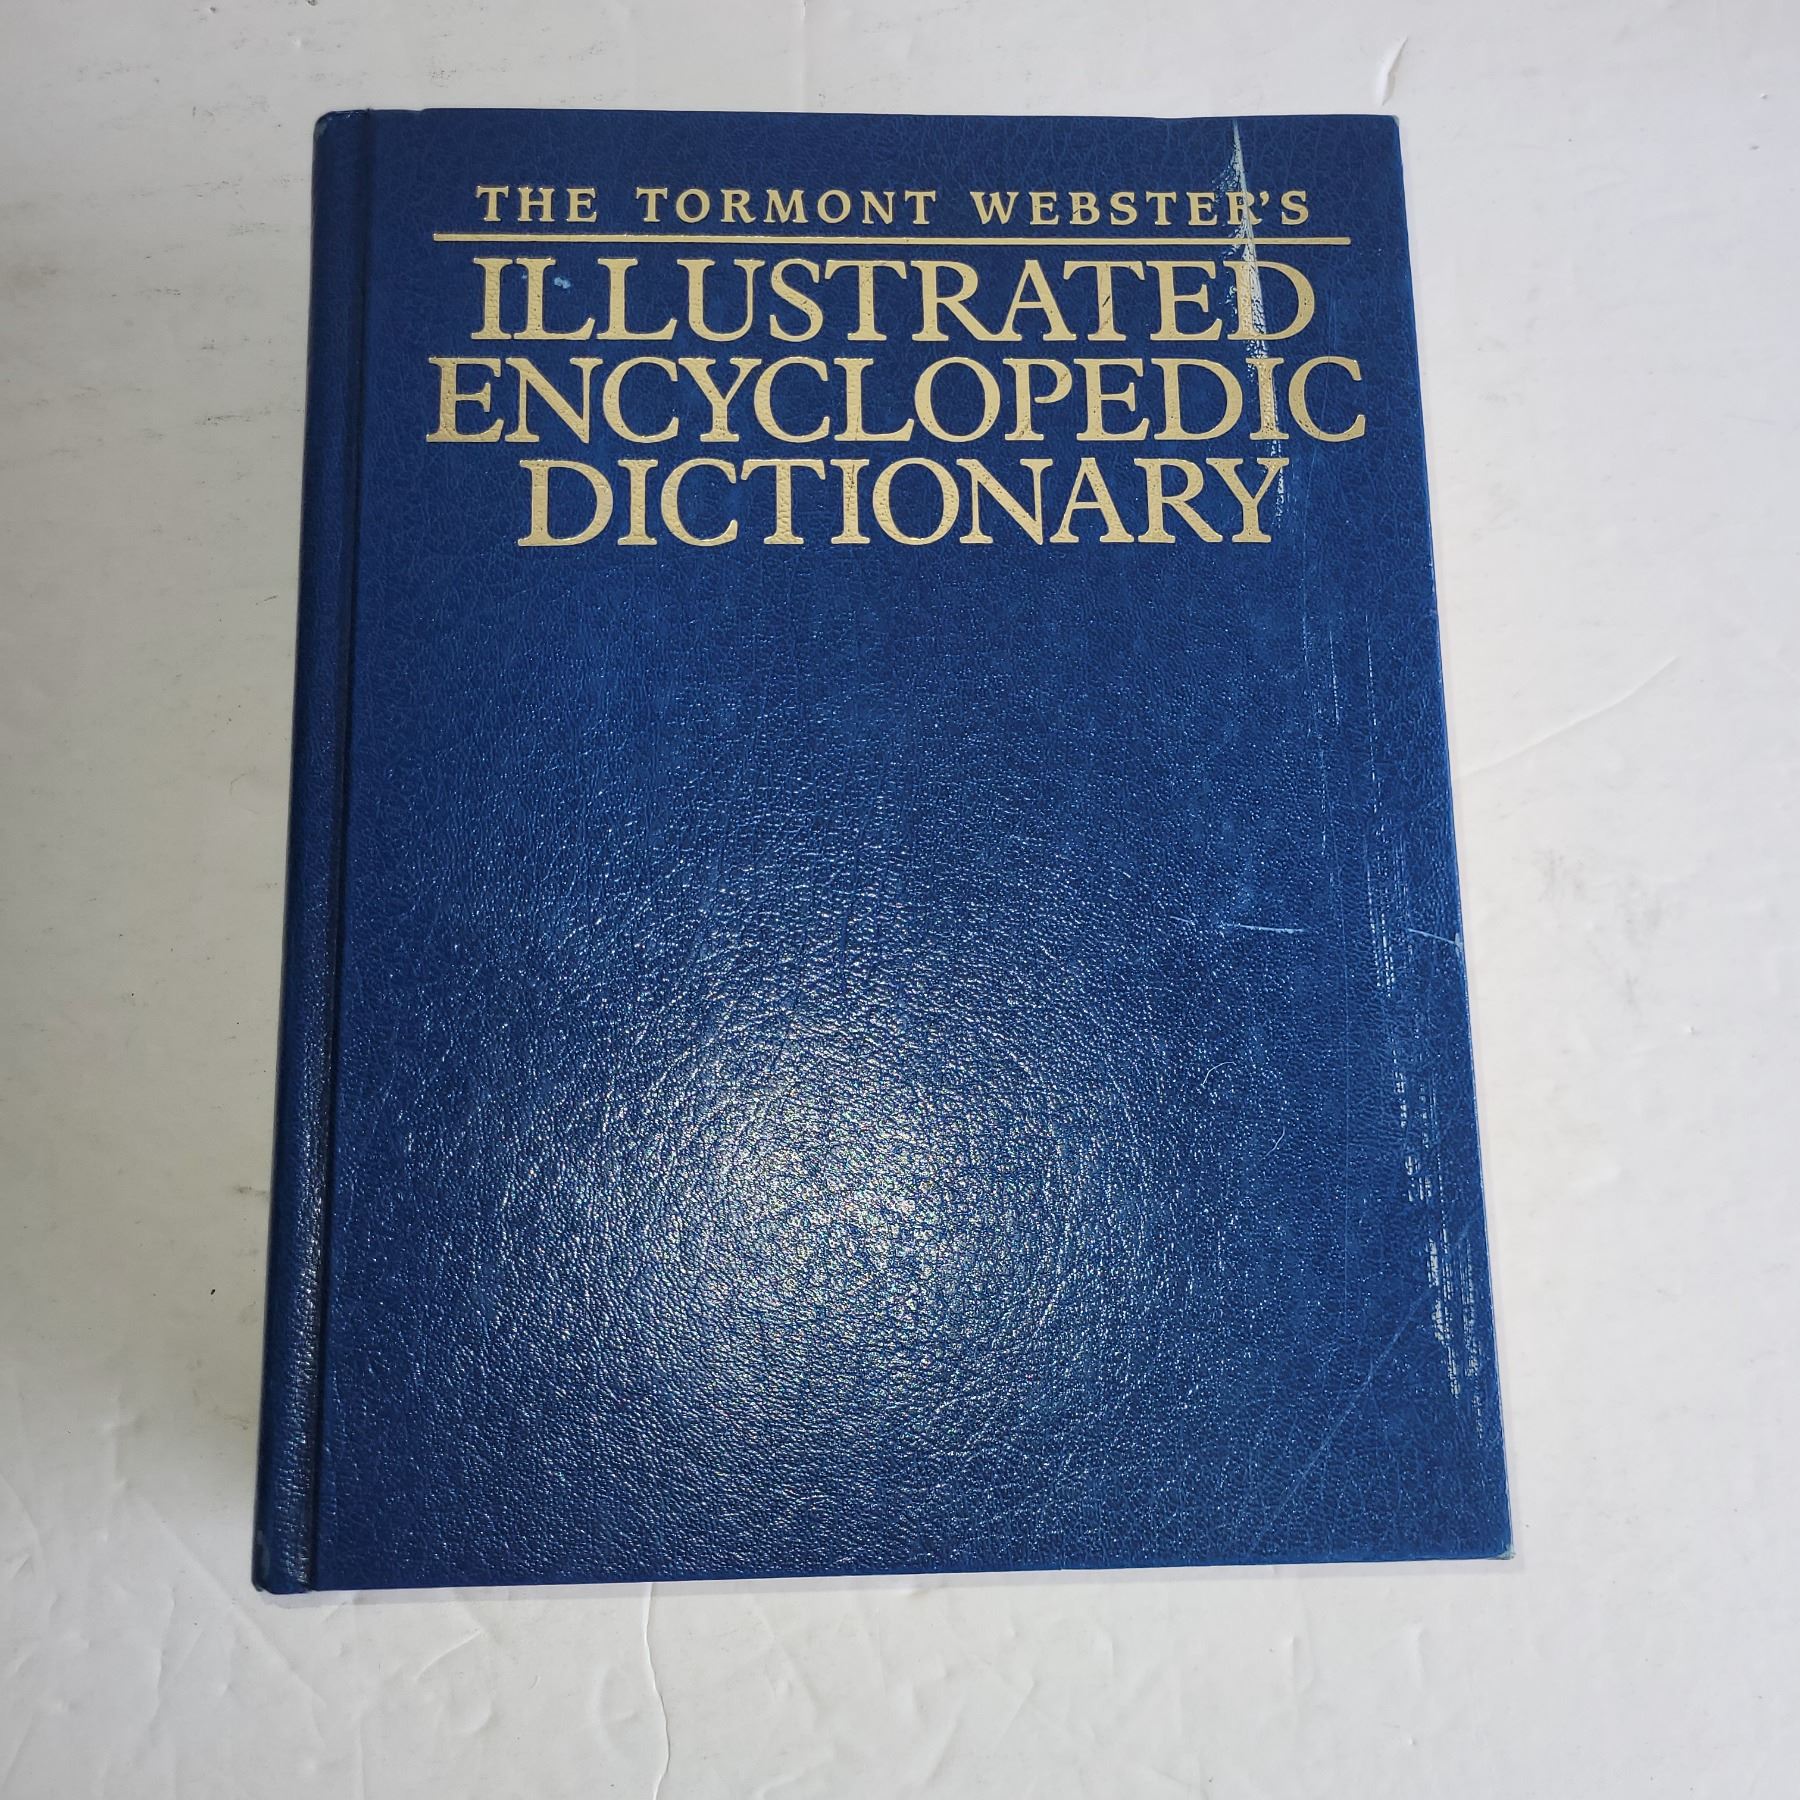 THE TORMONT WEBSTER'S
ILLUSTRATED
ENCYCLOPEDIC
DICTIONARY